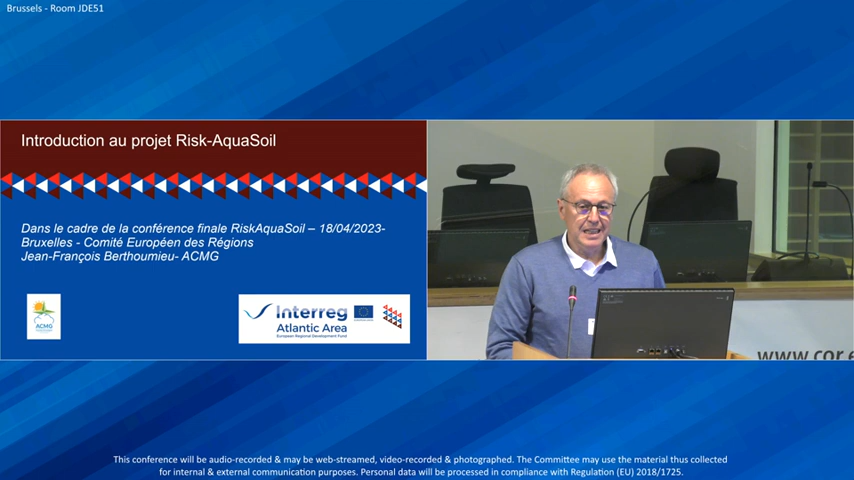 Brussels - Room JDE51
Introduction au projet Risk-AquaSoil
Dans le cadre de la conférence finale RiskAquaSoil – 18/04/2023-
Bruxelles - Comité Européen des Régions
Jean-François Berthoumieu- ACMG
ACMG
Interreg
Atlantic Area
European Regional Development Fund
www.cor.e
This conference will be audio-recorded & may be web-streamed, video-recorded & photographed. The Committee may use the material thus collected
for internal & external communication purposes. Personal data will be processed in compliance with Regulation (EU) 2018/1725.